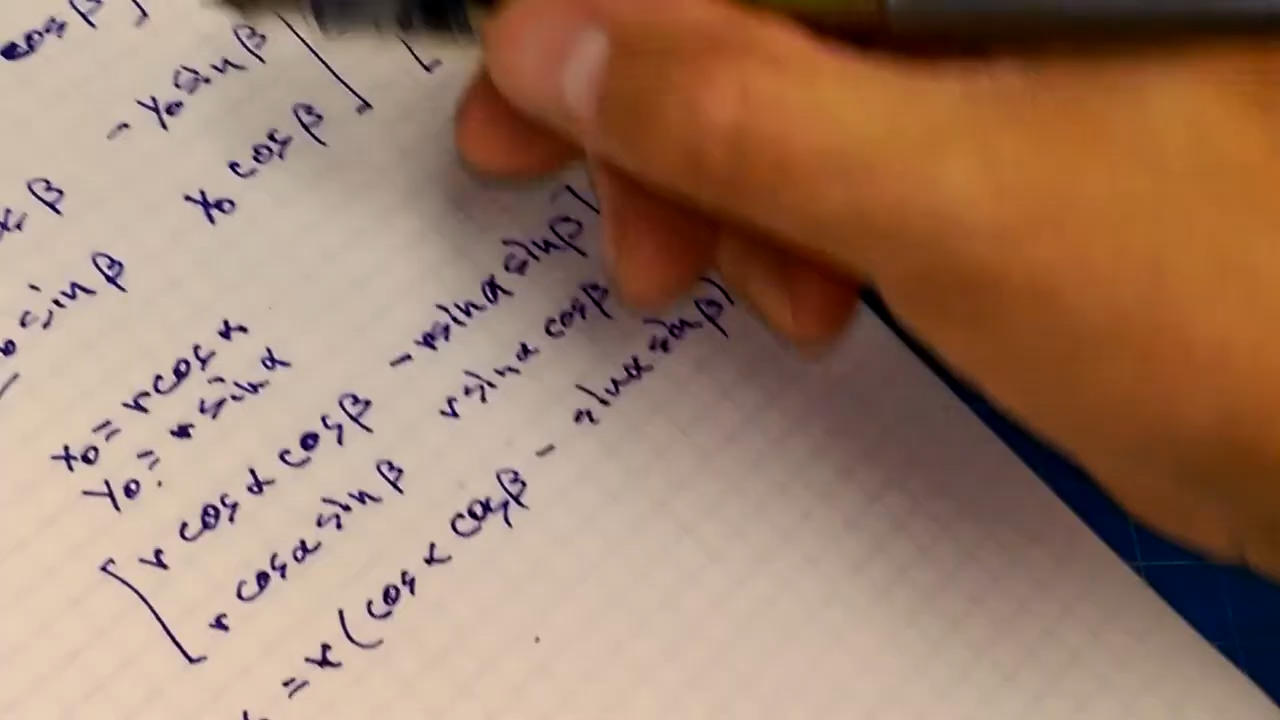 cos β
- y₀ sin β
x₀ cos β
β
sin β
x₀ = r cos α
y₀ = r sin α
[ r cos α cos β - r sin α sin β
r cos α sin β r sin α cos β
= r (cos α cos β - sin α sin β)